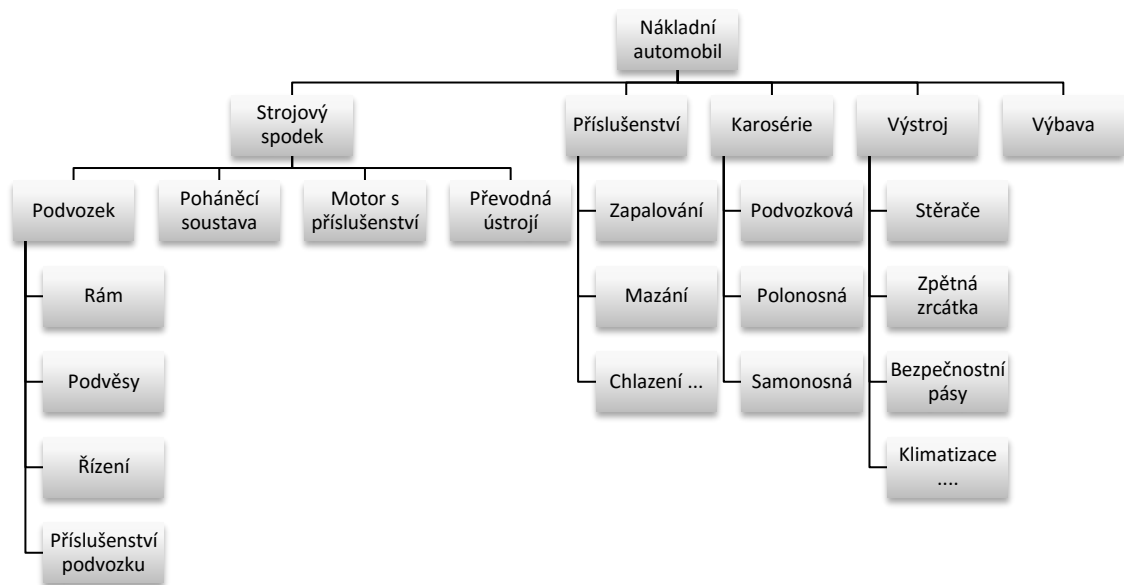 Nákladní
automobil
Strojový
spodek
Příslušenství
Karosérie
Výstroj
Výbava
Podvozek
Poháněcí
soustava
Motor s
příslušenství
Převodná
ústrojí
Rám
Podvěsy
Řízení
Příslušenství
podvozku
Zapalování
Mazání
Chlazení ...
Podvozková
Polonosná
Samonosná
Stěrače
Zpětná
zrcátka
Bezpečnostní
pásy
Klimatizace
....